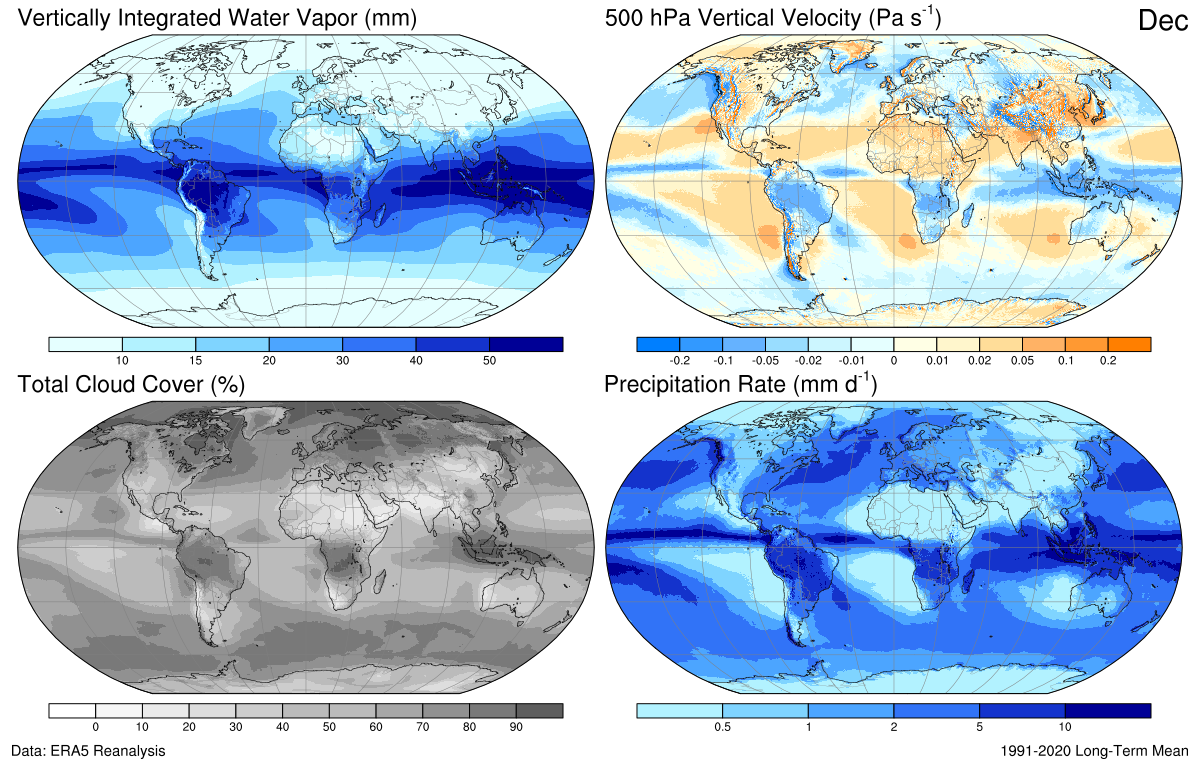 Vertically Integrated Water Vapor (mm)
500 hPa Vertical Velocity (Pa s-1)
Dec
10 15 20 30 40 50
-0.2 -0.1 -0.05 -0.02 -0.01 0 0.01 0.02 0.05 0.1 0.2
Total Cloud Cover (%)
Precipitation Rate (mm d-1)
0 10 20 30 40 50 60 70 80 90
0.5 1 2 5 10
Data: ERA5 Reanalysis
1991-2020 Long-Term Mean